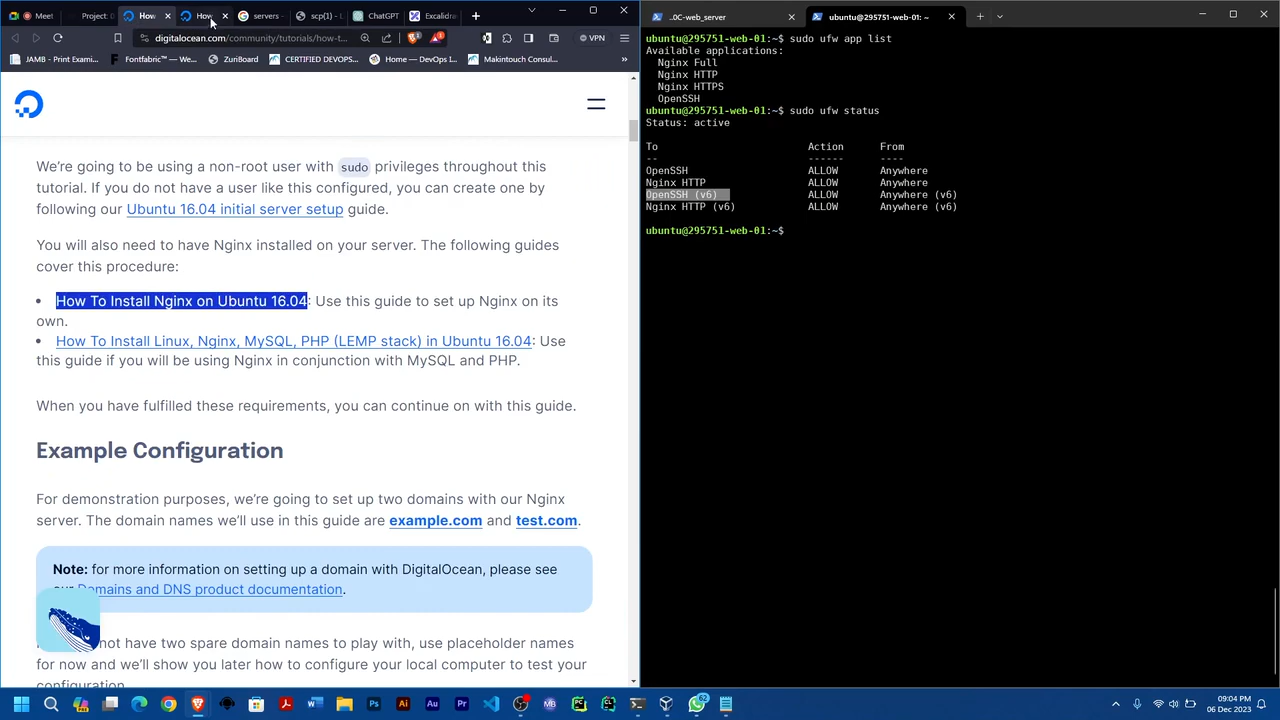 Meet
Project: D
How
How
servers -
scp(1) - L
ChatGPT
Excalidra
digitalocean.com/community/tutorials/how-t...
VPN
JAMB - Print Exami...
Fontfabric™ — We...
ZuriBoard
CERTIFIED DEVOPS...
Home — DevOps I...
Makintouch Consul...
We're going to be using a non-root user with sudo privileges throughout this
tutorial. If you do not have a user like this configured, you can create one by
following our Ubuntu 16.04 initial server setup guide.
You will also need to have Nginx installed on your server. The following guides
cover this procedure:
• How To Install Nginx on Ubuntu 16.04: Use this guide to set up Nginx on its
own.
• How To Install Linux, Nginx, MySQL, PHP (LEMP stack) in Ubuntu 16.04: Use
this guide if you will be using Nginx in conjunction with MySQL and PHP.
When you have fulfilled these requirements, you can continue on with this guide.
Example Configuration
For demonstration purposes, we're going to set up two domains with our Nginx
server. The domain names we'll use in this guide are example.com and test.com.
Note: for more information on setting up a domain with DigitalOcean, please see
our Domains and DNS product documentation.
not have two spare domain names to play with, use placeholder names
for now and we'll show you later how to configure your local computer to test your
configuration.
..0C-web_server
ubuntu@295751-web-01: ~
ubuntu@295751-web-01:~$ sudo ufw app list
Available applications:
Nginx Full
Nginx HTTP
Nginx HTTPS
OpenSSH
ubuntu@295751-web-01:~$ sudo ufw status
Status: active
To Action From
-- ------ ----
OpenSSH ALLOW Anywhere
Nginx HTTP ALLOW Anywhere
OpenSSH (v6) ALLOW Anywhere (v6)
Nginx HTTP (v6) ALLOW Anywhere (v6)
ubuntu@295751-web-01:~$
62
09:04 PM
06 Dec 2023